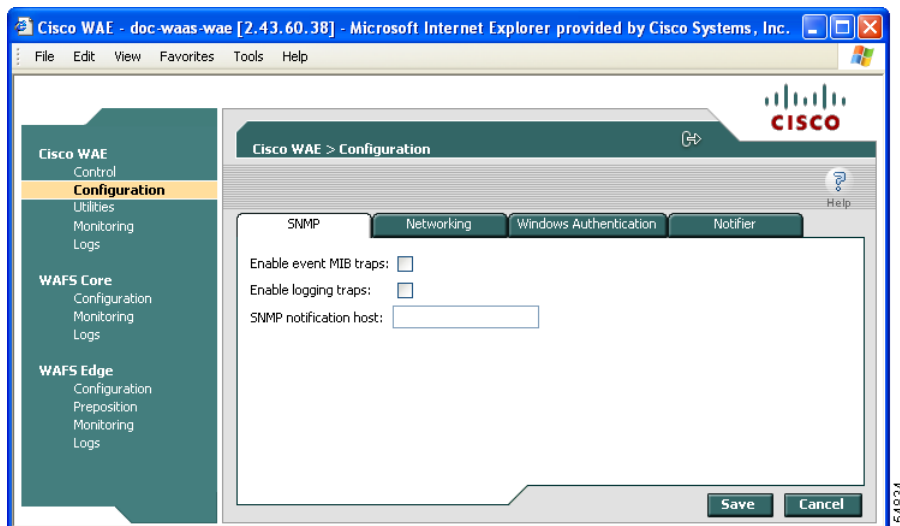 Cisco WAE - doc-waas-wae [2.43.60.38] - Microsoft Internet Explorer provided by Cisco Systems, Inc.
File Edit View Favorites Tools Help
CISCO
Cisco WAE > Configuration
Help
Cisco WAE
Control
Configuration
Utilities
Monitoring
Logs
WAFS Core
Configuration
Monitoring
Logs
WAFS Edge
Configuration
Preposition
Monitoring
Logs
SNMP Networking Windows Authentication Notifier
Enable event MIB traps:
Enable logging traps:
SNMP notification host:
Save Cancel